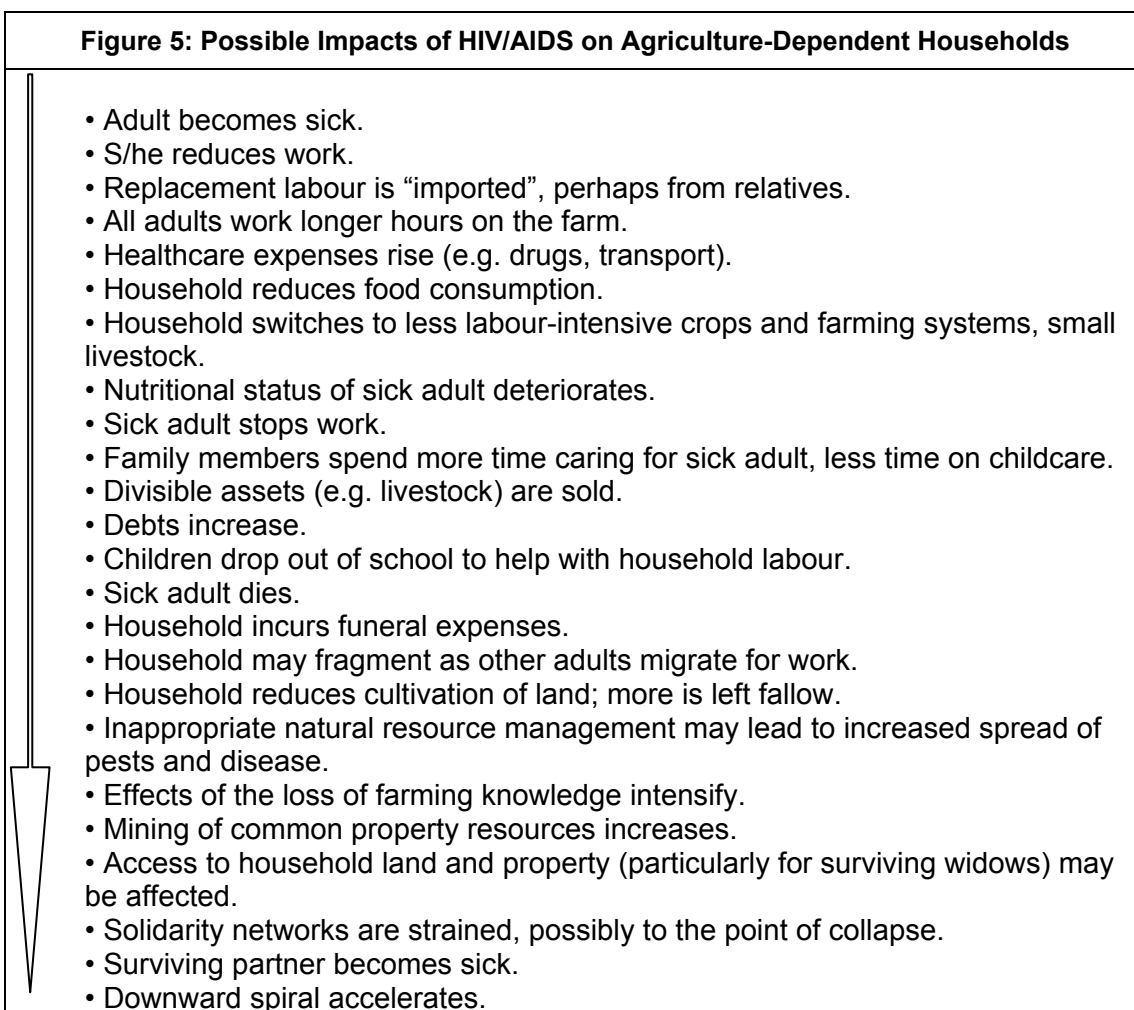 Figure 5: Possible Impacts of HIV/AIDS on Agriculture-Dependent Households
• Adult becomes sick.
• S/he reduces work.
• Replacement labour is “imported”, perhaps from relatives.
• All adults work longer hours on the farm.
• Healthcare expenses rise (e.g. drugs, transport).
• Household reduces food consumption.
• Household switches to less labour-intensive crops and farming systems, small
livestock.
• Nutritional status of sick adult deteriorates.
• Sick adult stops work.
• Family members spend more time caring for sick adult, less time on childcare.
• Divisible assets (e.g. livestock) are sold.
• Debts increase.
• Children drop out of school to help with household labour.
• Sick adult dies.
• Household incurs funeral expenses.
• Household may fragment as other adults migrate for work.
• Household reduces cultivation of land; more is left fallow.
• Inappropriate natural resource management may lead to increased spread of
pests and disease.
• Effects of the loss of farming knowledge intensify.
• Mining of common property resources increases.
• Access to household land and property (particularly for surviving widows) may
be affected.
• Solidarity networks are strained, possibly to the point of collapse.
• Surviving partner becomes sick.
• Downward spiral accelerates.